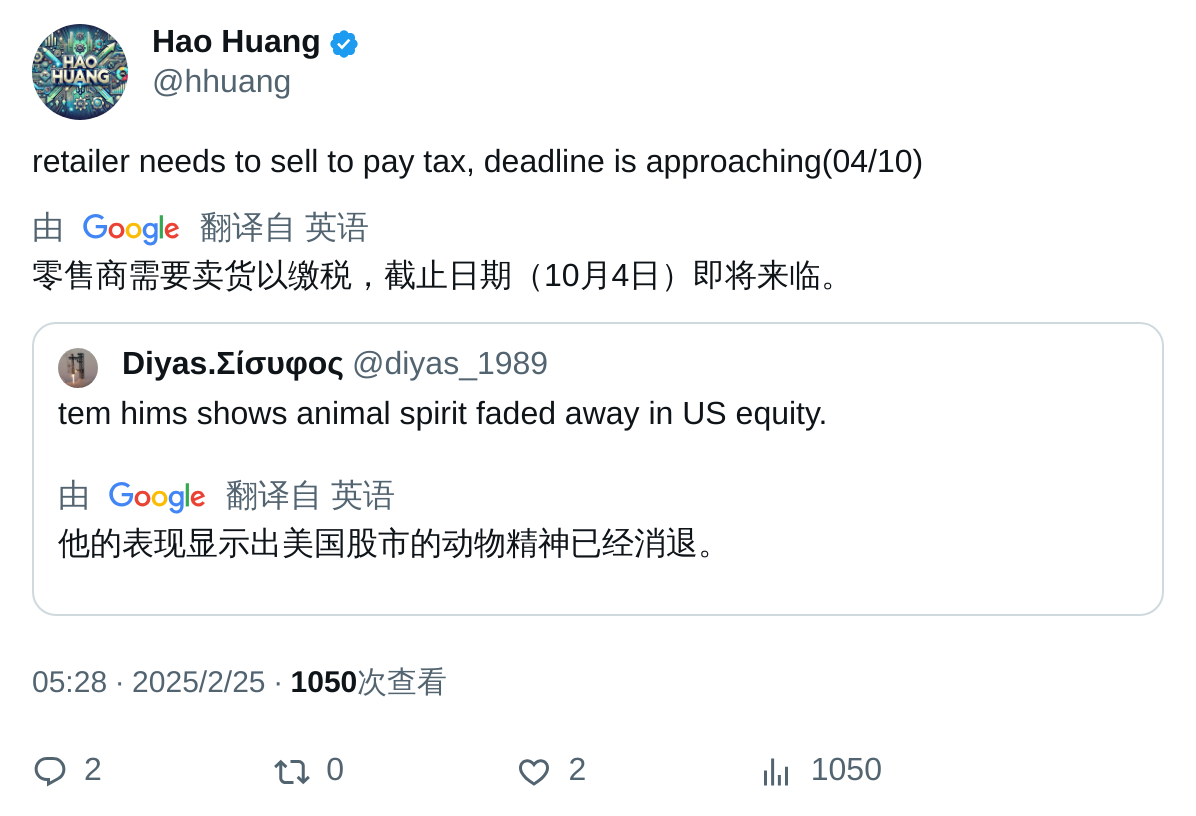 HAO
HUANG
Hao Huang
@hhuang
retailer needs to sell to pay tax, deadline is approaching(04/10)
由 Google 翻译自 英语
零售商需要卖货以缴税，截止日期（10月4日）即将来临。
Diyas.Σίσυφος @diyas_1989
tem hims shows animal spirit faded away in US equity.
由 Google 翻译自 英语
他的表现显示出美国股市的动物精神已经消退。
05:28 · 2025/2/25 · 1050次查看
2 0 2 1050